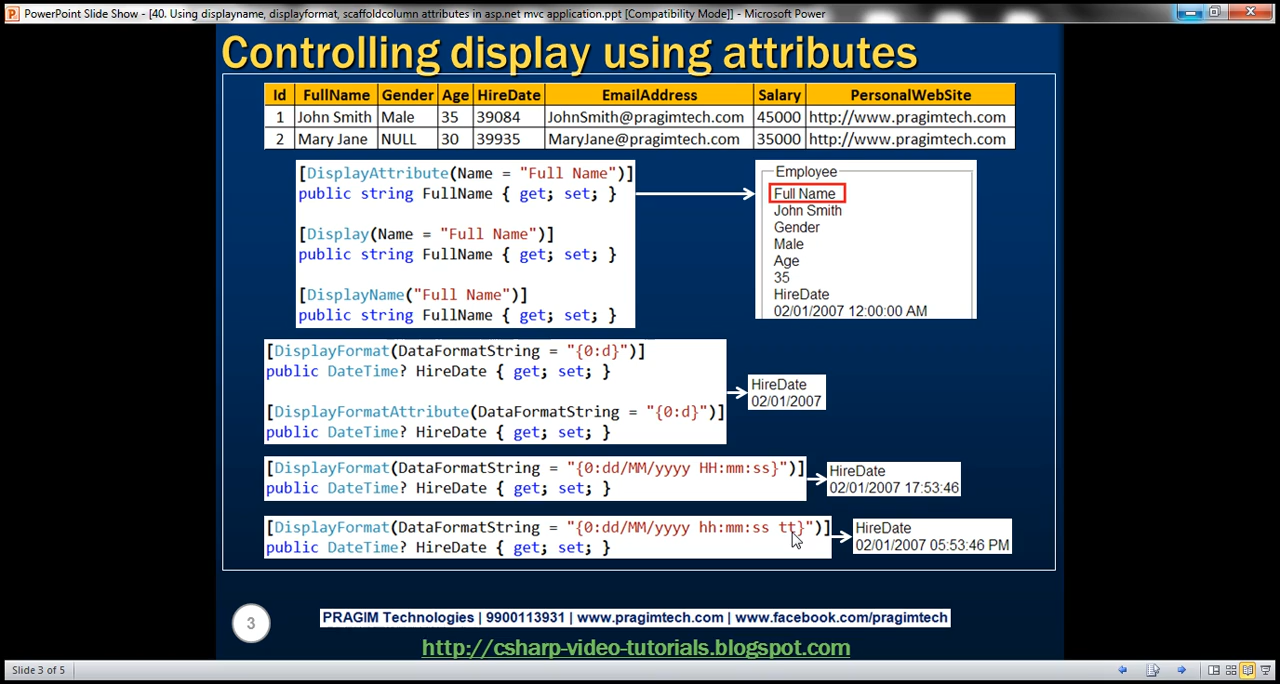 PowerPoint Slide Show - [40. Using displayname, displayformat, scaffoldcolumn attributes in asp.net mvc application.ppt [Compatibility Mode]] - Microsoft PowerPoint
Controlling display using attributes
Id FullName Gender Age HireDate EmailAddress Salary PersonalWebSite
1 John Smith Male 35 39084 JohnSmith@pragimtech.com 45000 http://www.pragimtech.com
2 Mary Jane NULL 30 39935 MaryJane@pragimtech.com 35000 http://www.pragimtech.com
[DisplayAttribute(Name = "Full Name")]
public string FullName { get; set; }
[Display(Name = "Full Name")]
public string FullName { get; set; }
[DisplayName("Full Name")]
public string FullName { get; set; }
Employee
Full Name
John Smith
Gender
Male
Age
35
HireDate
02/01/2007 12:00:00 AM
[DisplayFormat(DataFormatString = "{0:d}")]
public DateTime? HireDate { get; set; }
[DisplayFormatAttribute(DataFormatString = "{0:d}")]
public DateTime? HireDate { get; set; }
HireDate
02/01/2007
[DisplayFormat(DataFormatString = "{0:dd/MM/yyyy HH:mm:ss}")]
public DateTime? HireDate { get; set; }
HireDate
02/01/2007 17:53:46
[DisplayFormat(DataFormatString = "{0:dd/MM/yyyy hh:mm:ss tt}")]
public DateTime? HireDate { get; set; }
HireDate
02/01/2007 05:53:46 PM
3
PRAGIM Technologies | 9900113931 | www.pragimtech.com | www.facebook.com/pragimtech
http://csharp-video-tutorials.blogspot.com
Slide 3 of 5